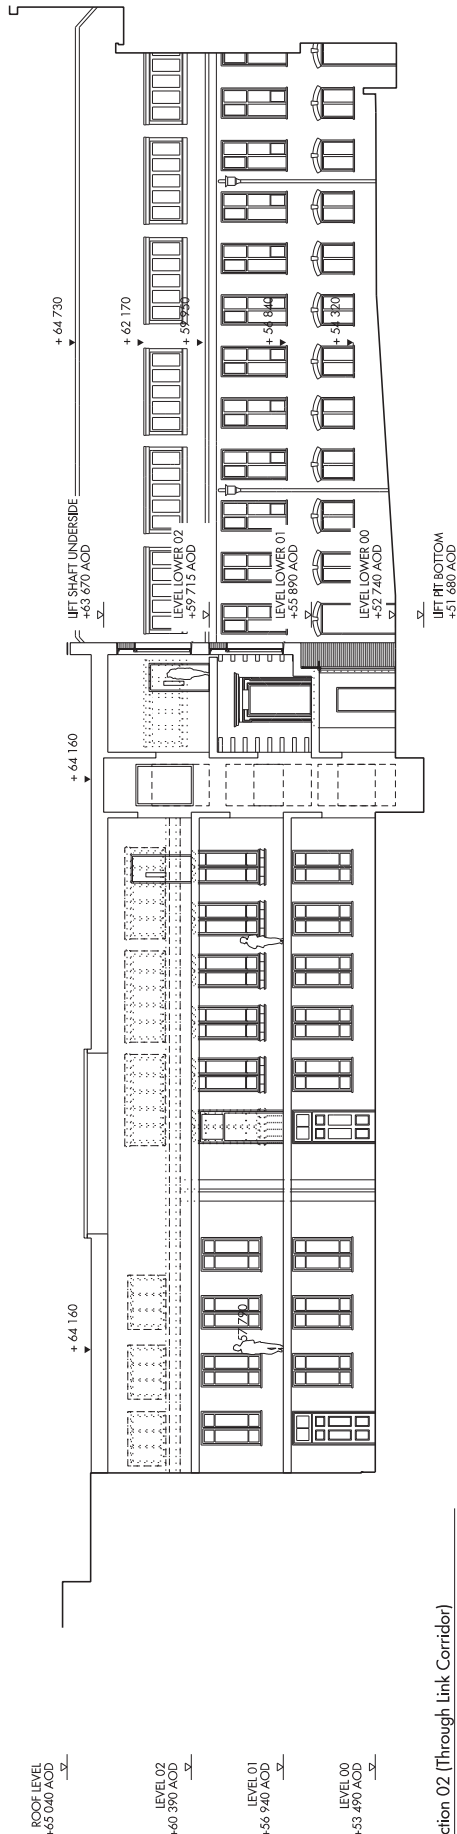 ROOF LEVEL
+65 040 AOD
LEVEL 02
+60 390 AOD
LEVEL 01
+56 940 AOD
LEVEL 00
+53 490 AOD
+ 64 160
57 790
+ 64 160
LIFT SHAFT UNDERSIDE
+63 670 AOD
LEVEL LOWER 02
+59 715 AOD
LEVEL LOWER 01
+55 890 AOD
LEVEL LOWER 00
+52 740 AOD
LIFT PIT BOTTOM
+51 680 AOD
+ 64 730
+ 62 170
+ 59 950
+ 56 840
+ 54 320
ction 02 (Through Link Corridor)